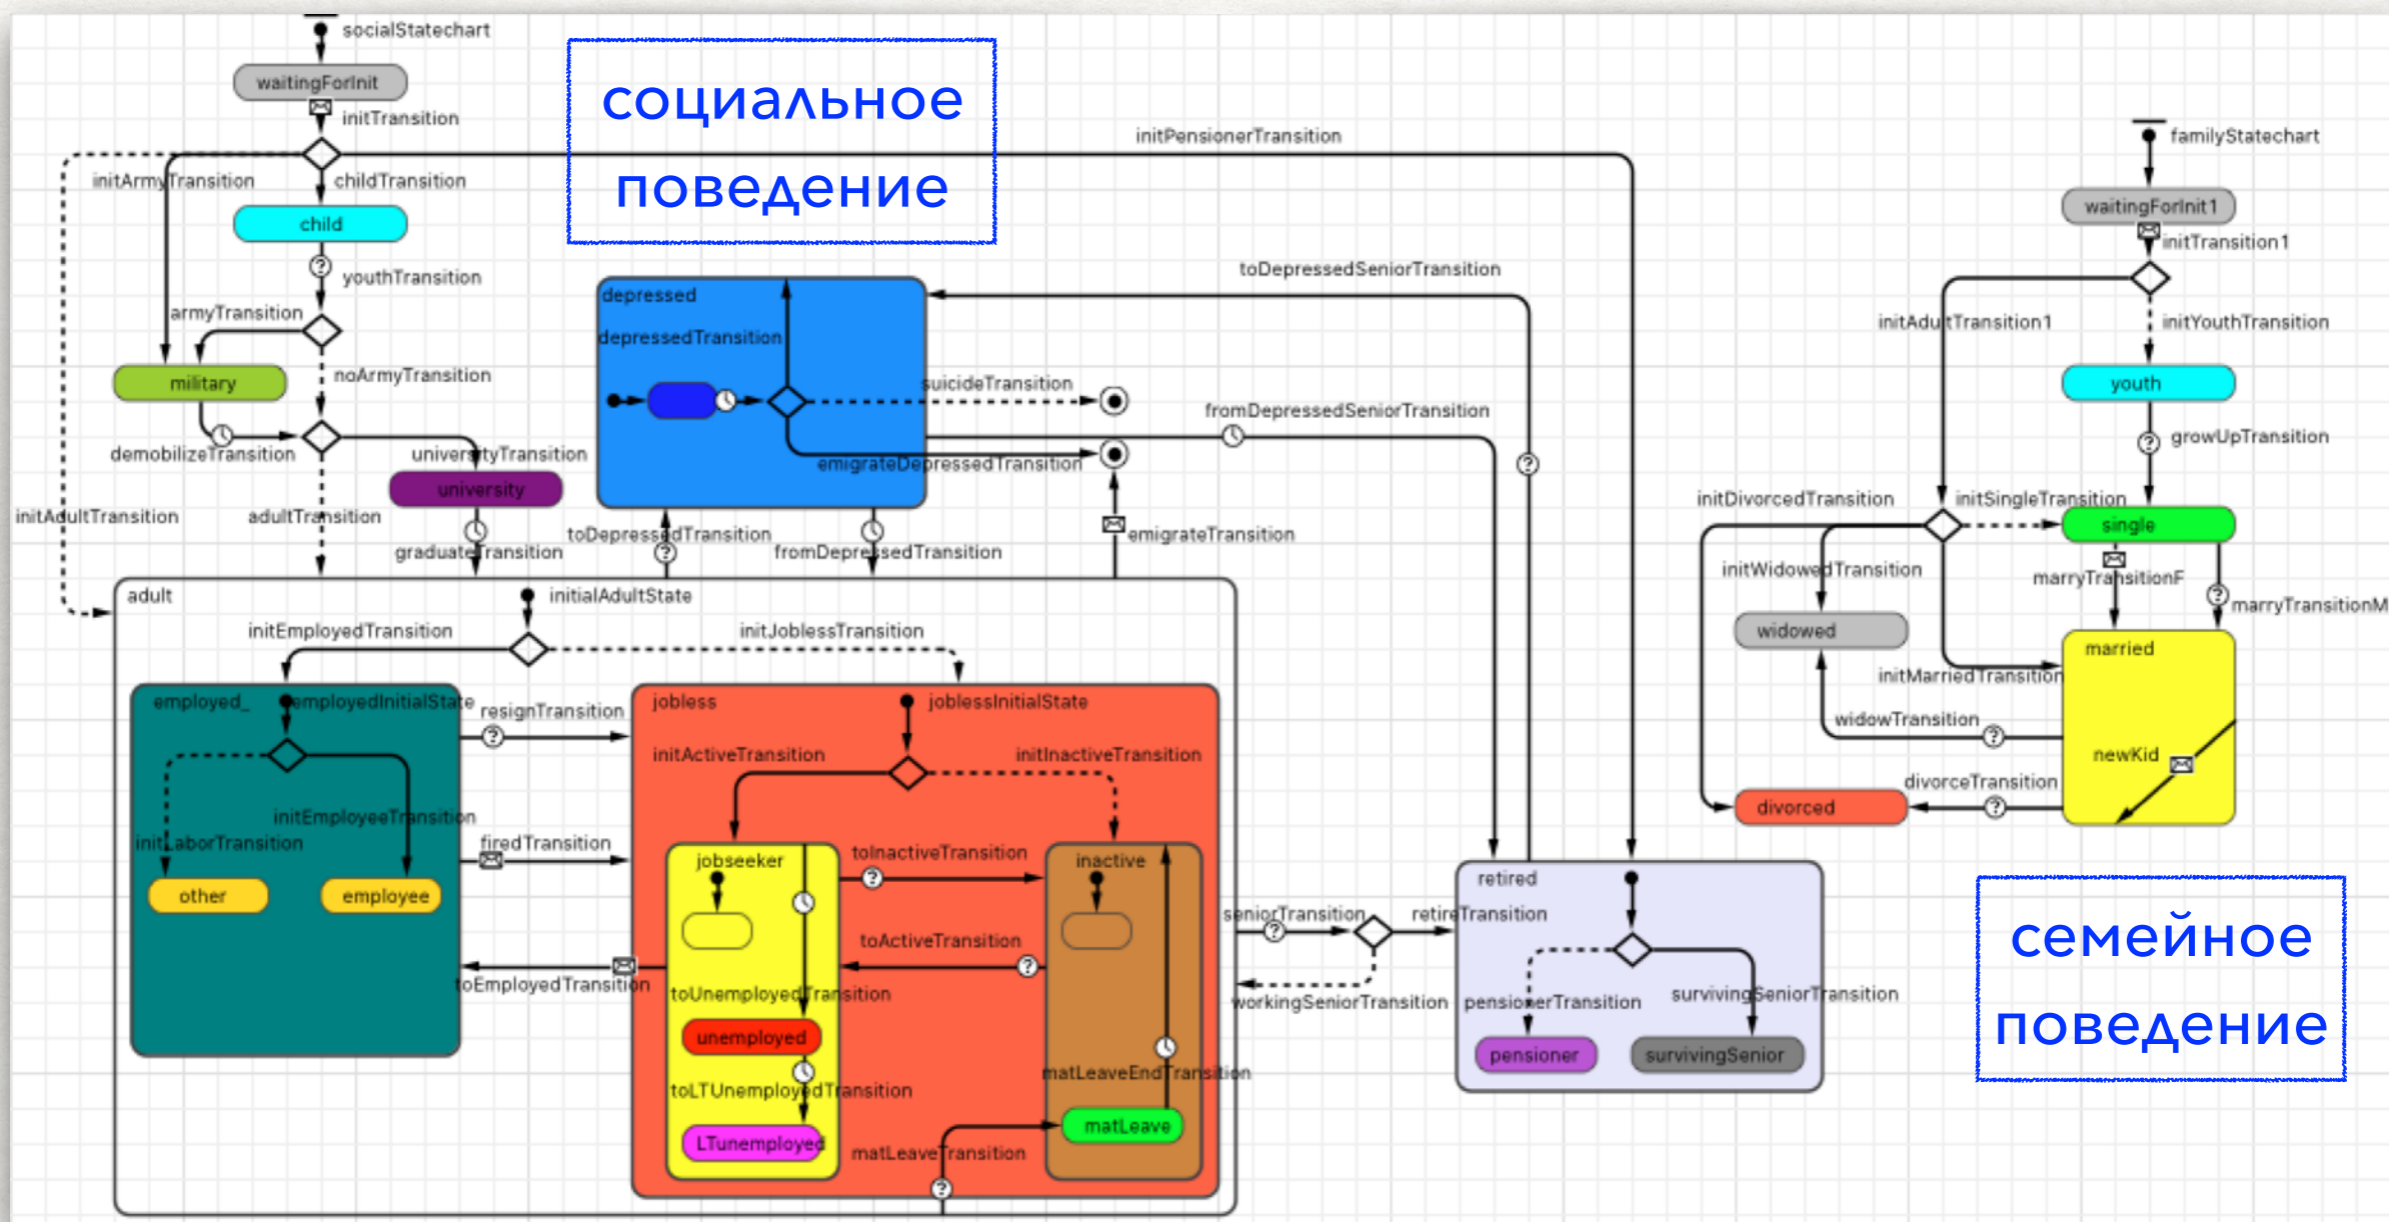 socialStatechart
waitingForInit
initTransition
социальное
поведение
initPensionerTransition
initArmyTransition
childTransition
child
youthTransition
armyTransition
military
noArmyTransition
demobilizeTransition
universityTransition
university
initAdultTransition
adultTransition
graduateTransition
depressed
depressedTransition
suicideTransition
emigrateDepressedTransition
toDepressedSeniorTransition
fromDepressedSeniorTransition
toDepressedTransition
fromDepressedTransition
emigrateTransition
adult
initialAdultState
initEmployedTransition
initJoblessTransition
employed_
employedInitialState
initEmployeeTransition
initLaborTransition
other
employee
resignTransition
firedTransition
toEmployedTransition
jobless
joblessInitialState
initActiveTransition
initInactiveTransition
jobseeker
toInactiveTransition
inactive
toActiveTransition
toUnemployedTransition
unemployed
toLTUnemployedTransition
LTunemployed
matLeaveEndTransition
matLeave
matLeaveTransition
seniorTransition
retireTransition
workingSeniorTransition
retired
pensionerTransition
survivingSeniorTransition
pensioner
survivingSenior
familyStatechart
waitingForInit1
initTransition1
initAdultTransition1
initYouthTransition
youth
growUpTransition
initDivorcedTransition
initSingleTransition
single
initWidowedTransition
marryTransitionF
marryTransitionM
widowed
married
initMarriedTransition
widowTransition
newKid
divorceTransition
divorced
семейное
поведение